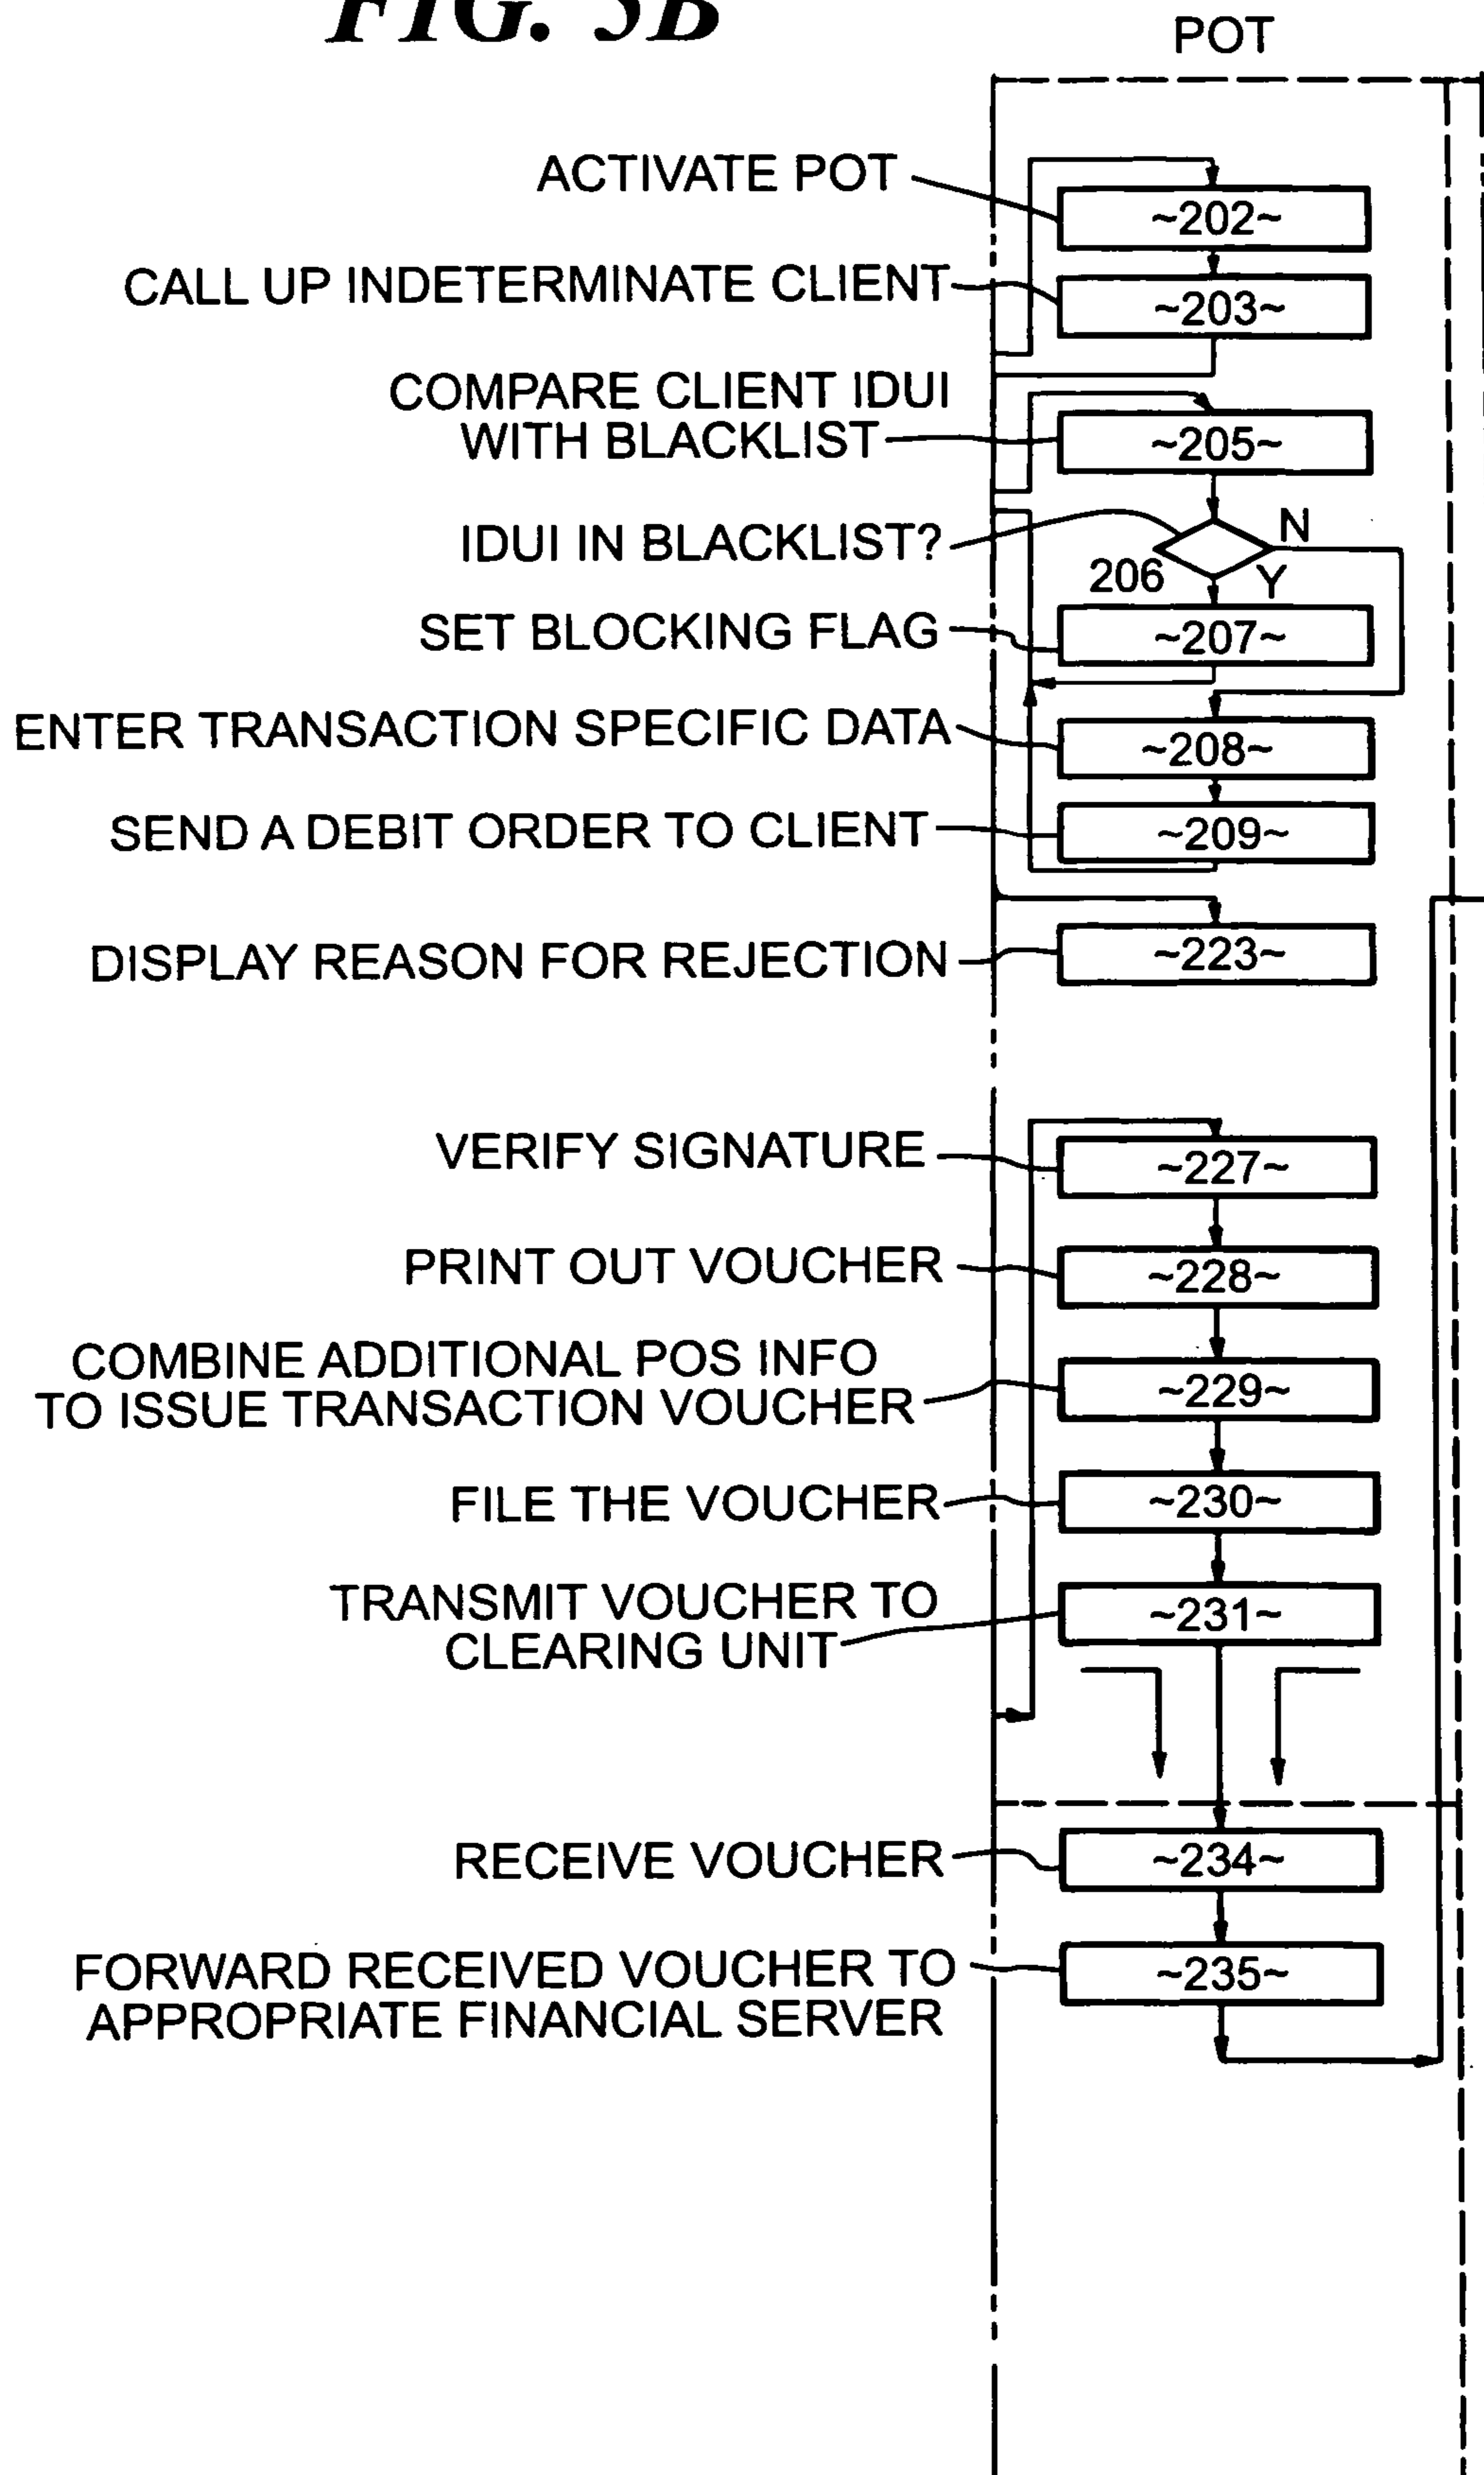 FIG. 5B
POT
ACTIVATE POT
~202~
CALL UP INDETERMINATE CLIENT
~203~
COMPARE CLIENT IDUI
WITH BLACKLIST
~205~
IDUI IN BLACKLIST?
N
206
Y
SET BLOCKING FLAG
~207~
ENTER TRANSACTION SPECIFIC DATA
~208~
SEND A DEBIT ORDER TO CLIENT
~209~
DISPLAY REASON FOR REJECTION
~223~
VERIFY SIGNATURE
~227~
PRINT OUT VOUCHER
~228~
COMBINE ADDITIONAL POS INFO
TO ISSUE TRANSACTION VOUCHER
~229~
FILE THE VOUCHER
~230~
TRANSMIT VOUCHER TO
CLEARING UNIT
~231~
RECEIVE VOUCHER
~234~
FORWARD RECEIVED VOUCHER TO
APPROPRIATE FINANCIAL SERVER
~235~